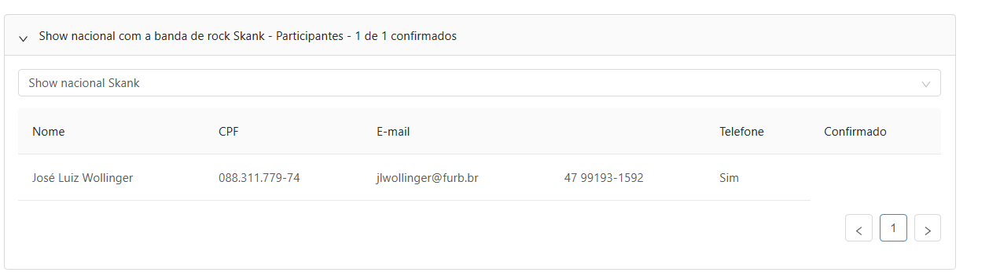 Show nacional com a banda de rock Skank - Participantes - 1 de 1 confirmados
Show nacional Skank
Nome CPF E-mail Telefone Confirmado
José Luiz Wollinger 088.311.779-74 jlwollinger@furb.br 47 99193-1592 Sim
< 1 >